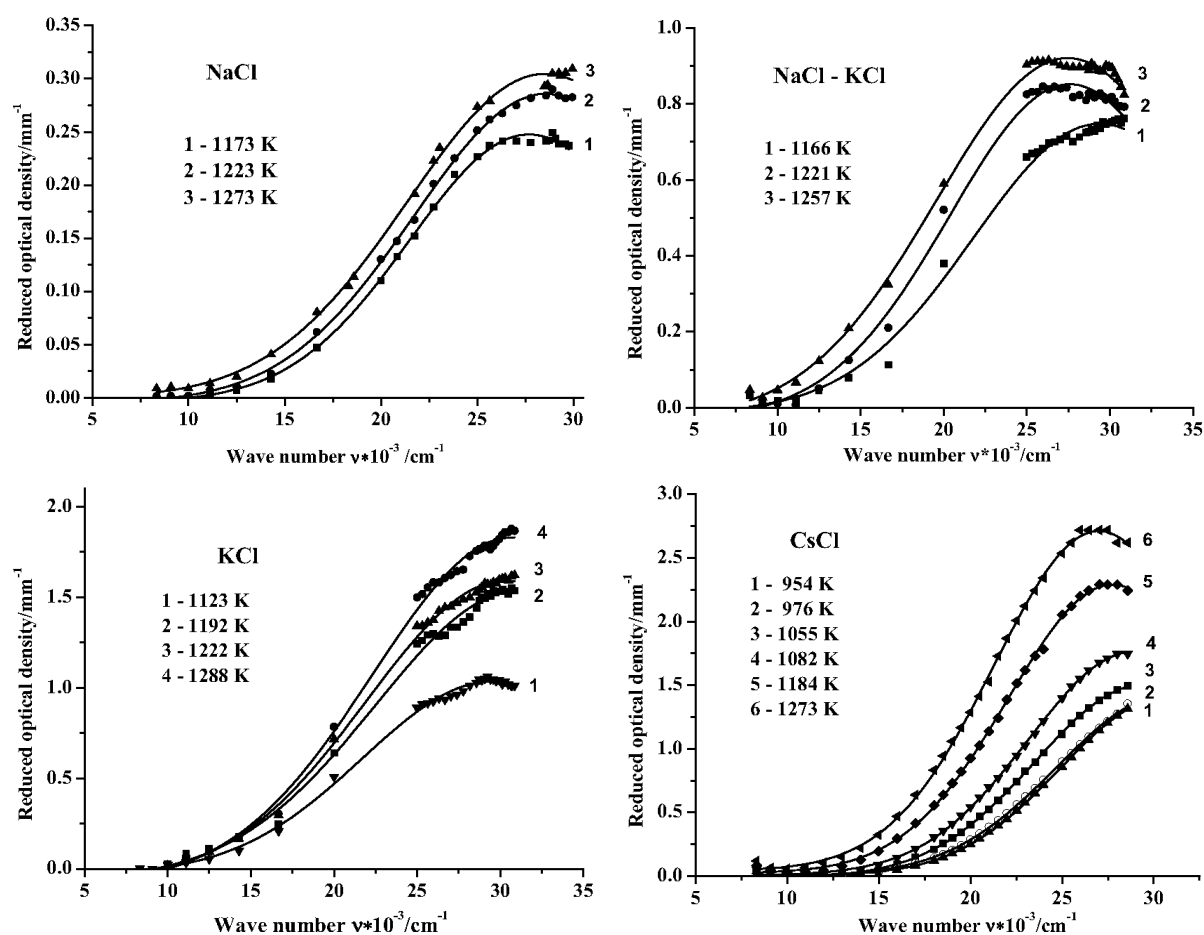 0.35
0.30
0.25
0.20
0.15
0.10
0.05
0.00
Reduced optical density/mm-1
NaCl
1 - 1173 K
2 - 1223 K
3 - 1273 K
3
2
1
5 10 15 20 25 30
Wave number ν*10-3 /cm-1
1.0
0.8
0.6
0.4
0.2
0.0
Reduced optical density/mm-1
NaCl - KCl
1 - 1166 K
2 - 1221 K
3 - 1257 K
3
2
1
5 10 15 20 25 30 35
Wave number ν*10-3 /cm-1
2.0
1.5
1.0
0.5
0.0
Reduced optical density/mm-1
KCl
1 - 1123 K
2 - 1192 K
3 - 1222 K
4 - 1288 K
4
3
2
1
5 10 15 20 25 30 35
Wave number ν*10-3/cm-1
3.0
2.5
2.0
1.5
1.0
0.5
0.0
Reduced optical density/mm-1
CsCl
1 - 954 K
2 - 976 K
3 - 1055 K
4 - 1082 K
5 - 1184 K
6 - 1273 K
6
5
4
3
2
1
5 10 15 20 25 30
Wave number ν*10-3/cm-1